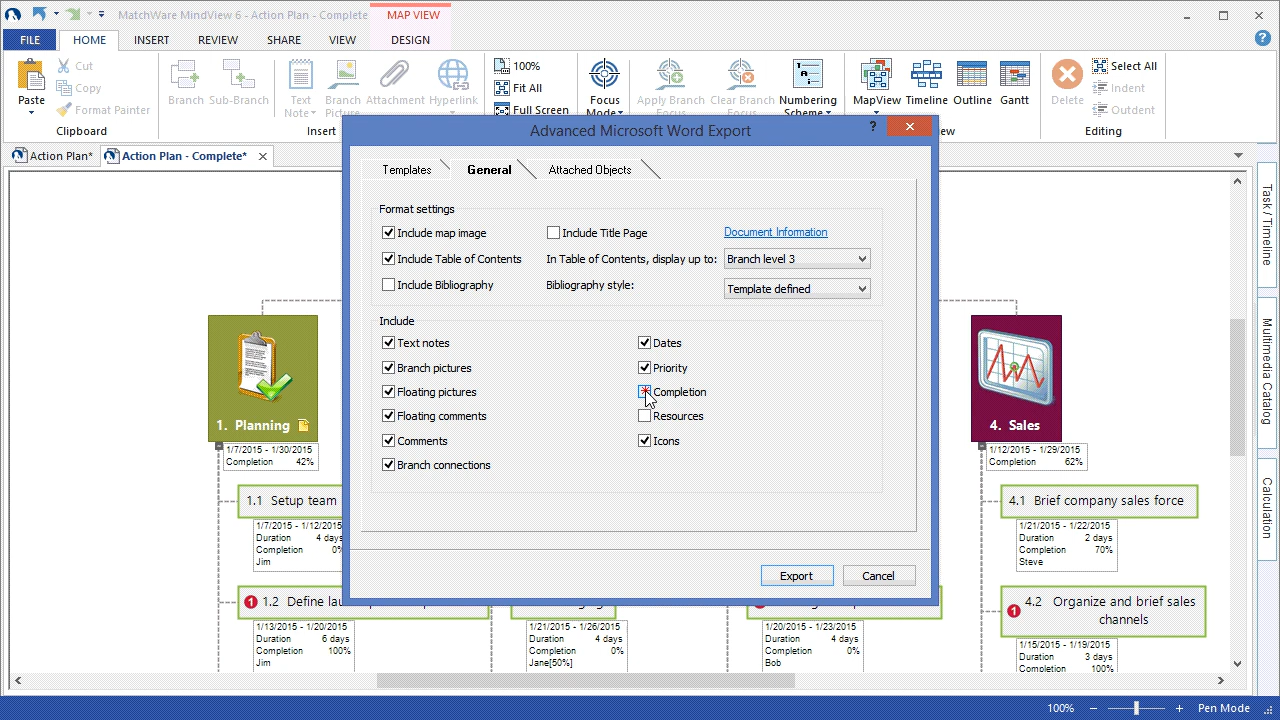 MatchWare MindView 6 - Action Plan - Complete
MAP VIEW
FILE
HOME
INSERT
REVIEW
SHARE
VIEW
DESIGN
Paste
Cut
Copy
Format Painter
Clipboard
Branch
Sub-Branch
Text
Note
Branch
Picture
Attachment
Hyperlink
Insert
100%
Fit All
Full Screen
Focus
Mode
Apply Branch
Focus
Clear Branch
Focus
Numbering
Scheme
MapView
Timeline
Outline
Gantt
Delete
Select All
Indent
Outdent
Editing
Action Plan*
Action Plan - Complete*
Advanced Microsoft Word Export
?
Templates
General
Attached Objects
Format settings
Include map image
Include Title Page
Document Information
Include Table of Contents
In Table of Contents, display up to:
Branch level 3
Include Bibliography
Bibliography style:
Template defined
Include
Text notes
Dates
Branch pictures
Priority
Floating pictures
Completion
Floating comments
Resources
Comments
Icons
Branch connections
Export
Cancel
1. Planning
1/7/2015 - 1/30/2015
Completion 42%
1.1 Setup team
1/7/2015 - 1/12/2015
Duration 4 days
Completion 0%
Jim
1 1.2
1/13/2015 - 1/20/2015
Duration 6 days
Completion 100%
Jim
1/21/2015 - 1/26/2015
Duration 4 days
Completion 0%
Jane[50%]
1/20/2015 - 1/23/2015
Duration 4 days
Completion 0%
Bob
4. Sales
1/12/2015 - 1/29/2015
Completion 62%
4.1 Brief company sales force
1/21/2015 - 1/22/2015
Duration 2 days
Completion 70%
Steve
1 4.2 Organize and brief sales
channels
1/15/2015 - 1/19/2015
Duration 3 days
Completion 100%
Task / Timeline
Multimedia Catalog
Calculation
100%
Pen Mode